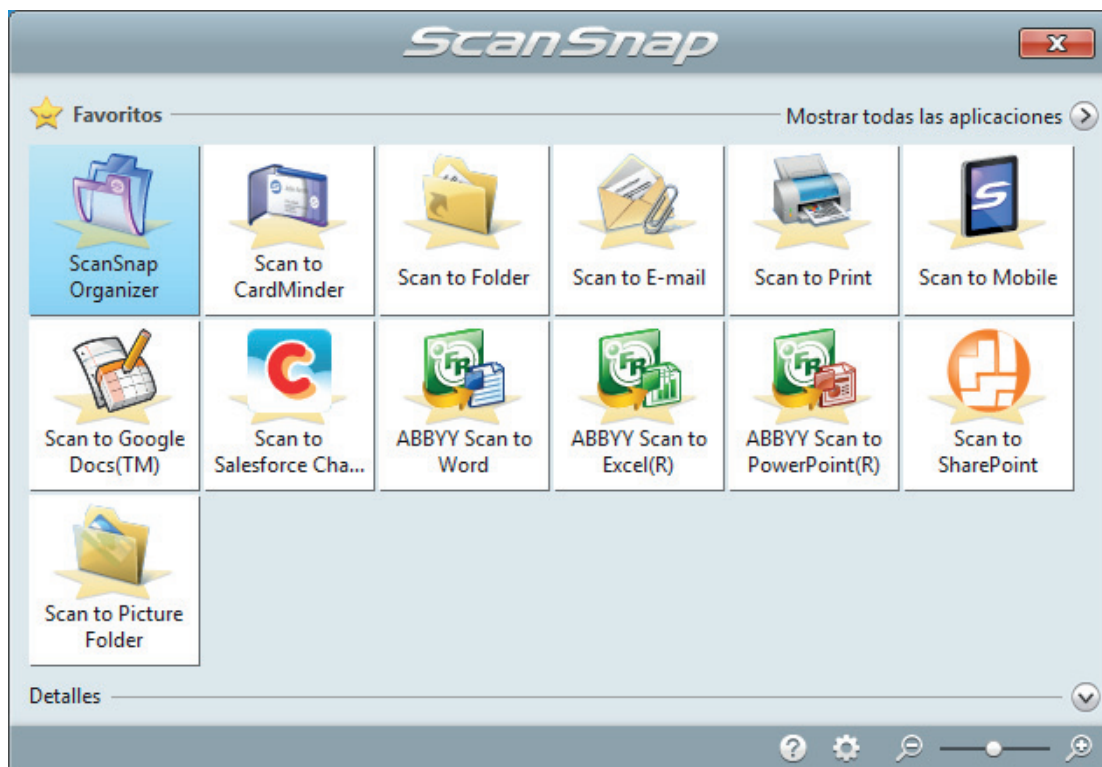 ScanSnap
Favoritos
Mostrar todas las aplicaciones
ScanSnap
Organizer
Scan to
CardMinder
Scan to Folder
Scan to E-mail
Scan to Print
Scan to Mobile
Scan to Google
Docs(TM)
Scan to
Salesforce Cha...
ABBYY Scan to
Word
ABBYY Scan to
Excel(R)
ABBYY Scan to
PowerPoint(R)
Scan to
SharePoint
Scan to Picture
Folder
Detalles